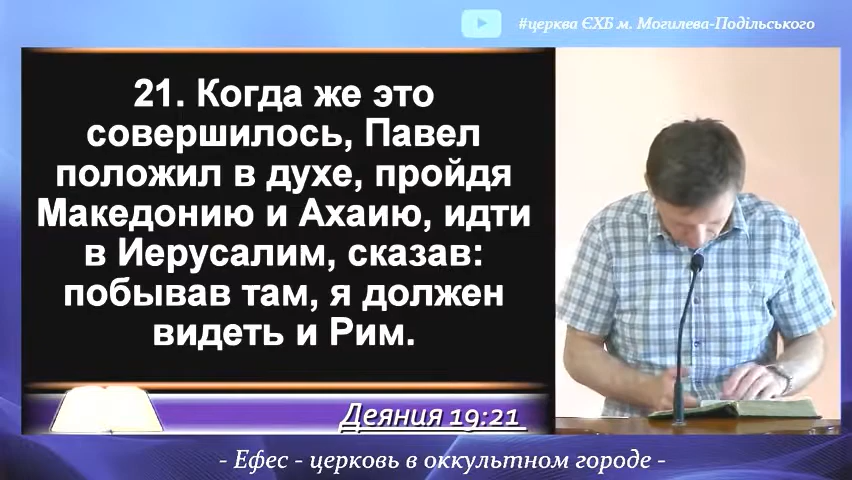 #церква ЄХБ м. Могилева-Подільського
21. Когда же это
совершилось, Павел
положил в духе, пройдя
Македонию и Ахаию, идти
в Иерусалим, сказав:
побывав там, я должен
видеть и Рим.
Деяния 19:21
- Ефес - церковь в оккультном городе -